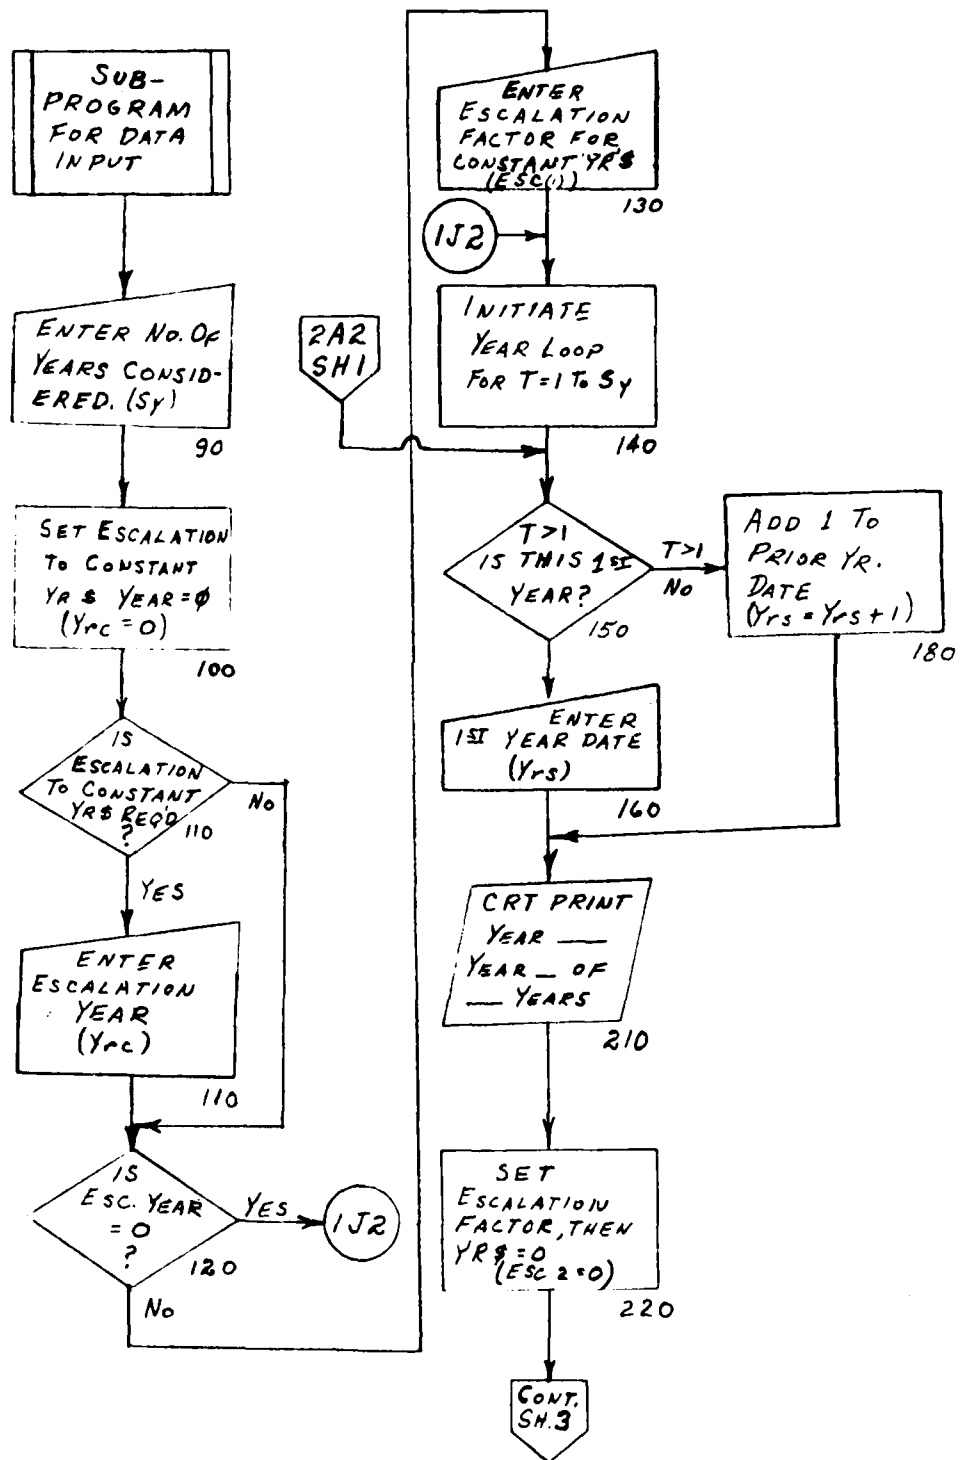 SUB-
PROGRAM
FOR DATA
INPUT
ENTER NO. OF
YEARS CONSID-
ERED. (Sy)
90
SET ESCALATION
TO CONSTANT
YR $ YEAR = ϕ
(Yrc = 0)
100
IS
ESCALATION
TO CONSTANT
YR$ REQ'D
?
110
NO
YES
ENTER
ESCALATION
YEAR
(Yrc)
110
IS
ESC. YEAR
= 0
?
120
YES
1J2
NO
ENTER
ESCALATION
FACTOR FOR
CONSTANT YR'$
(ESC(1))
130
1J2
INITIATE
YEAR LOOP
FOR T=1 TO Sy
140
2A2
SH1
T>1
IS THIS 1ST
YEAR?
150
T>1
NO
ADD 1 TO
PRIOR YR.
DATE
(Yrs = Yrs + 1)
180
ENTER
1ST YEAR DATE
(Yrs)
160
CRT PRINT
YEAR __
YEAR _ OF
__ YEARS
210
SET
ESCALATION
FACTOR, THEN
YR $ = 0
(ESC 2 = 0)
220
CONT.
SH.3